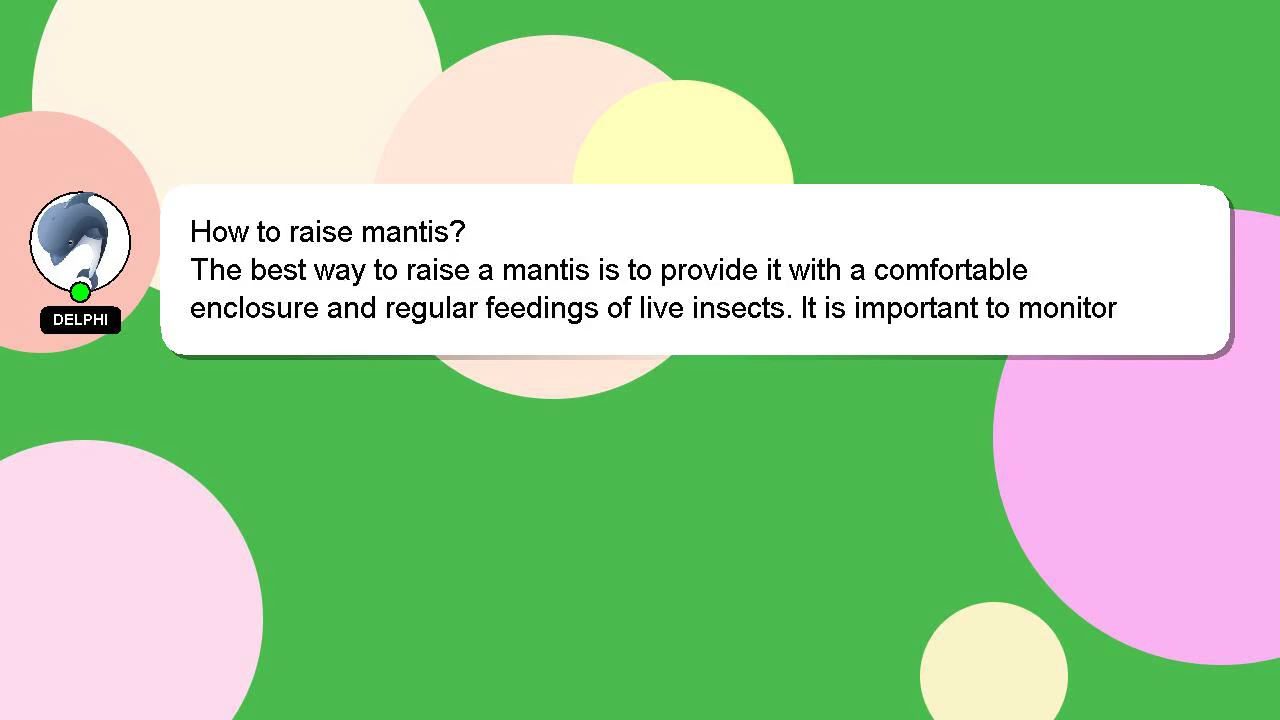 How to raise mantis?
The best way to raise a mantis is to provide it with a comfortable
enclosure and regular feedings of live insects. It is important to monitor
DELPHI